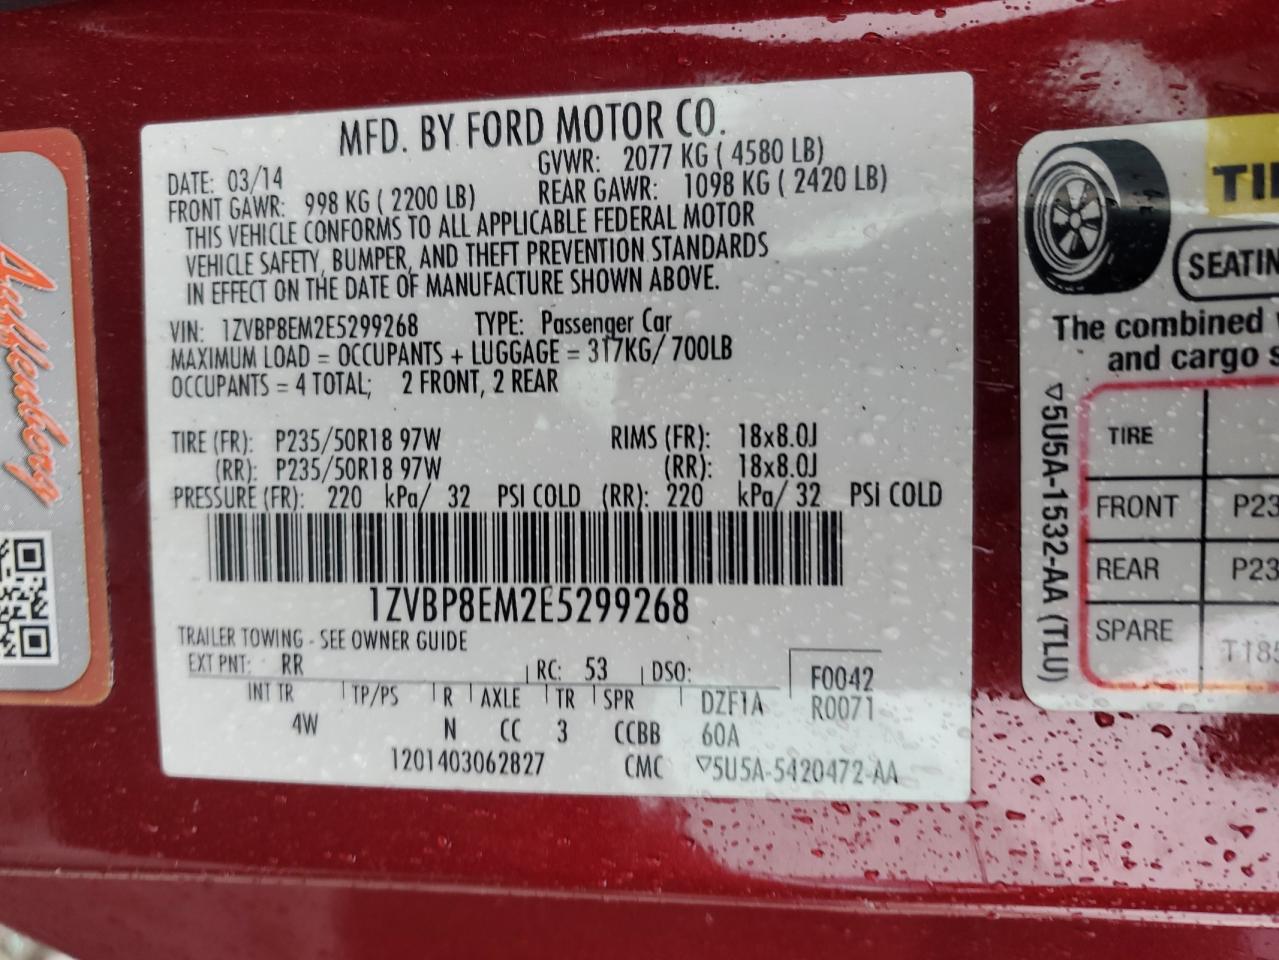 MFD. BY FORD MOTOR CO.
DATE: 03/14 GVWR: 2077 KG ( 4580 LB)
FRONT GAWR: 998 KG ( 2200 LB) REAR GAWR: 1098 KG ( 2420 LB)
THIS VEHICLE CONFORMS TO ALL APPLICABLE FEDERAL MOTOR
VEHICLE SAFETY, BUMPER, AND THEFT PREVENTION STANDARDS
IN EFFECT ON THE DATE OF MANUFACTURE SHOWN ABOVE.
VIN: 1ZVBP8EM2E5299268 TYPE: Passenger Car
MAXIMUM LOAD = OCCUPANTS + LUGGAGE = 317KG/ 700LB
OCCUPANTS = 4 TOTAL; 2 FRONT, 2 REAR
TIRE (FR): P235/50R18 97W RIMS (FR): 18x8.0J
(RR): P235/50R18 97W (RR): 18x8.0J
PRESSURE (FR): 220 kPa/ 32 PSI COLD (RR): 220 kPa/ 32 PSI COLD
1ZVBP8EM2E5299268
TRAILER TOWING - SEE OWNER GUIDE
EXT PNT: RR RC: 53 DSO: F0042
INT TR TP/PS R AXLE TR SPR DZF1A R0071
4W N CC 3 CCBB 60A
1201403062827 CMC ▽5U5A-5420472-AA
TI
SEATIN
The combined
and cargo s
▽5U5A-1532-AA (TLU)
TIRE
FRONT P23
REAR P23
SPARE T185